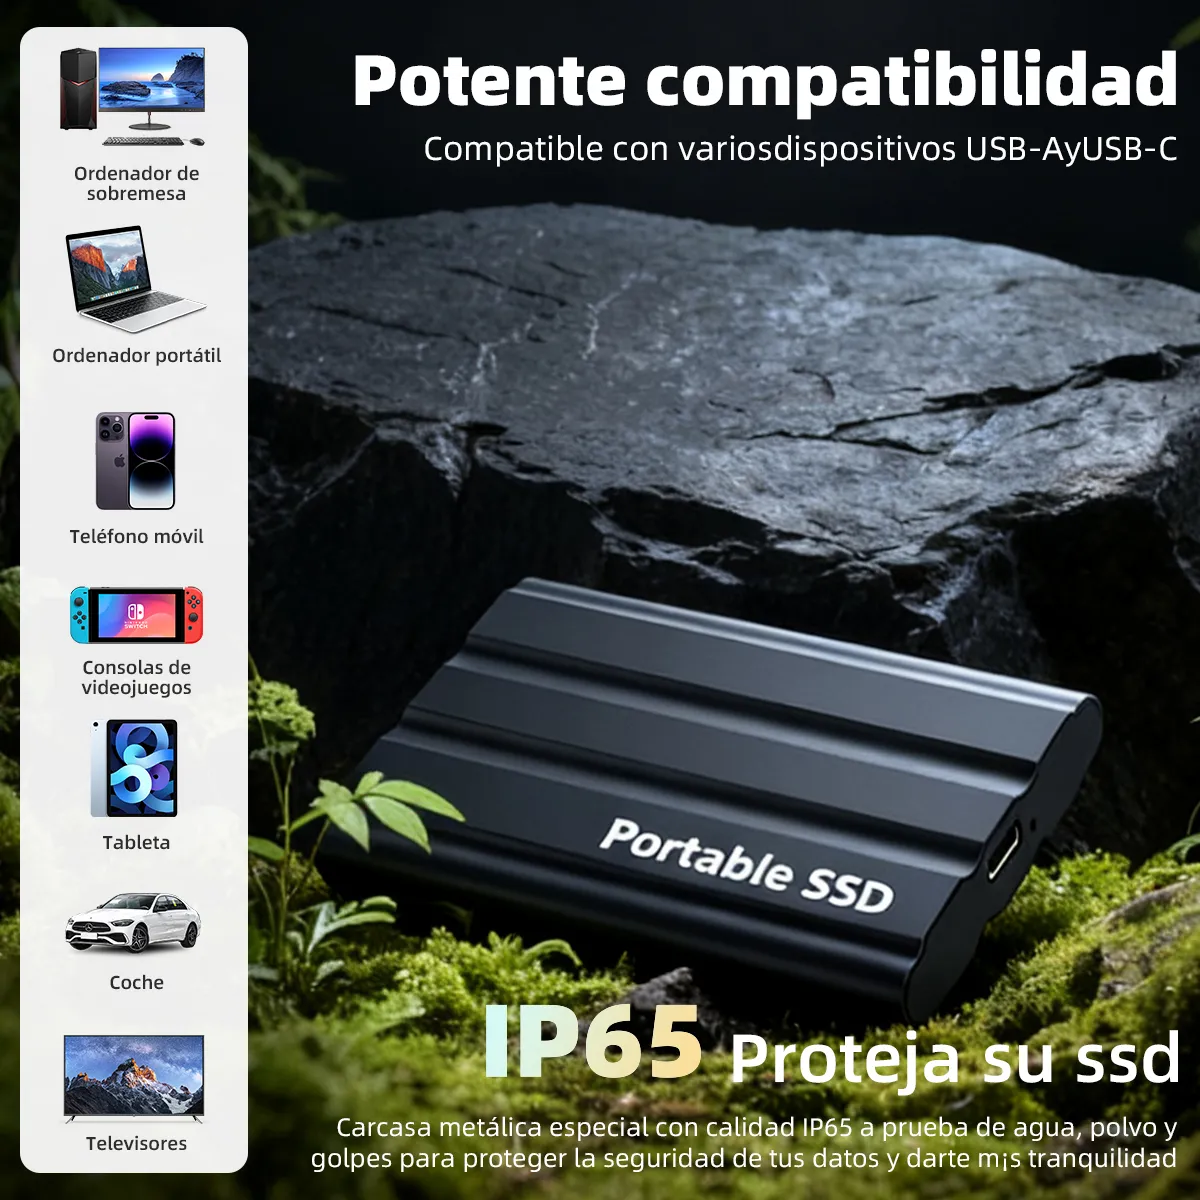 Potente compatibilidad
Compatible con variosdispositivos USB-AyUSB-C
Ordenador de
sobremesa
Ordenador portátil
Teléfono móvil
NINTENDO
SWITCH
Consolas de
videojuegos
Tableta
Coche
Televisores
Portable SSD
IP65 Proteja su ssd
Carcasa metálica especial con calidad IP65 a prueba de agua, polvo y
golpes para proteger la seguridad de tus datos y darte m¡s tranquilidad